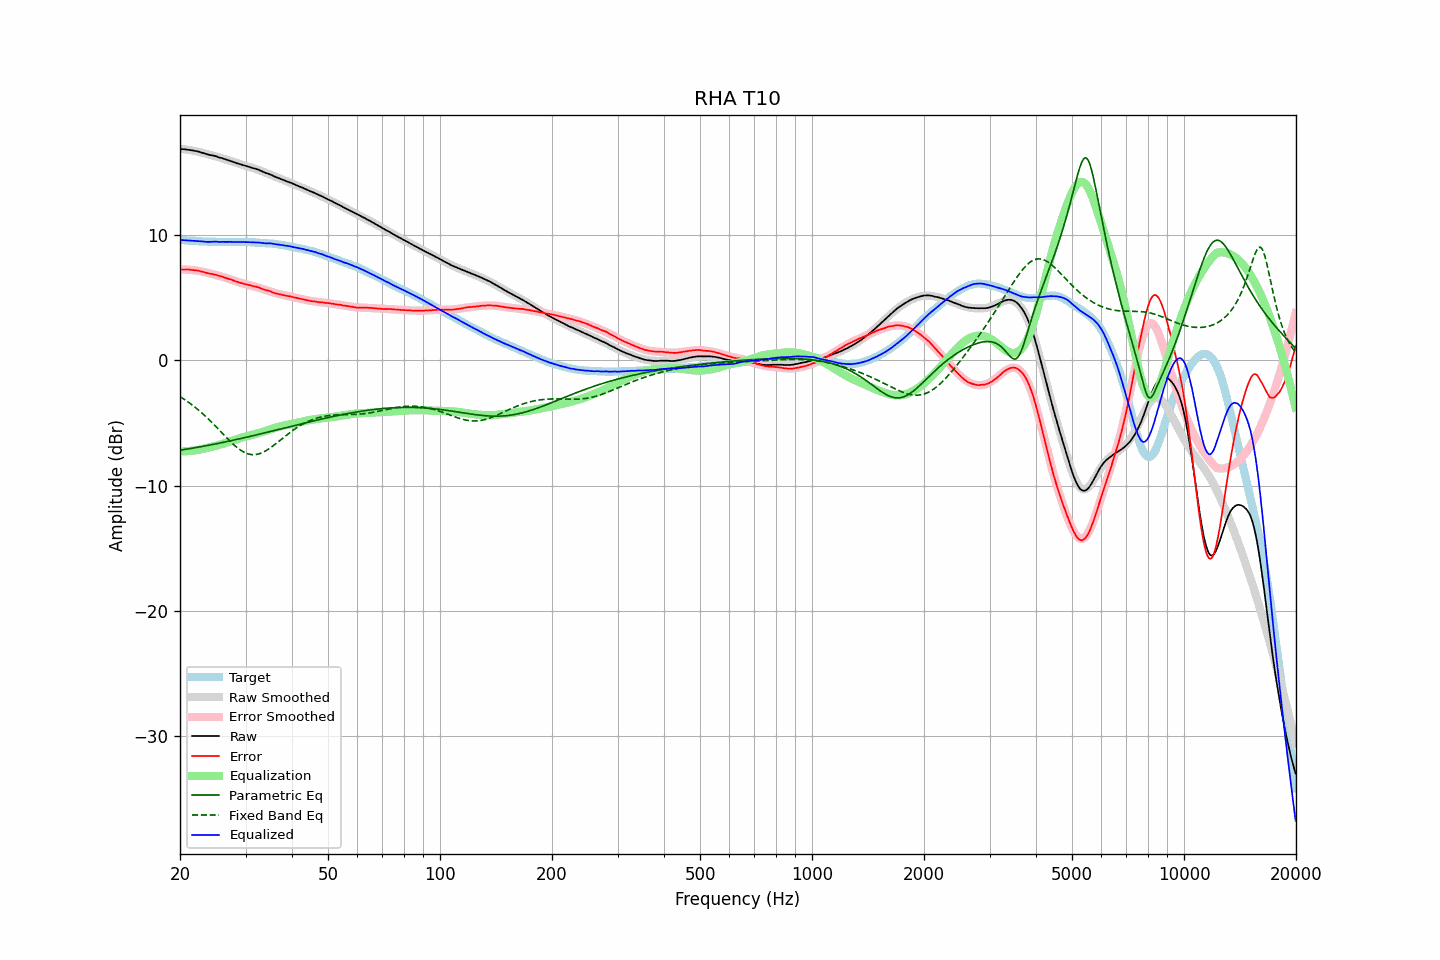 RHA T10
Amplitude (dBr)
10
0
−10
−20
−30
Target
Raw Smoothed
Error Smoothed
Raw
Error
Equalization
Parametric Eq
Fixed Band Eq
Equalized
20 50 100 200 500 1000 2000 5000 10000 20000
Frequency (Hz)